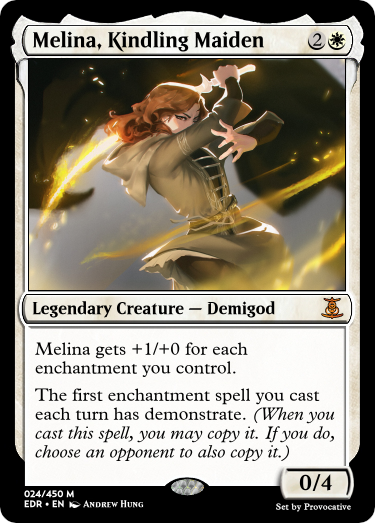 Melina, Kindling Maiden 2
Legendary Creature — Demigod
Melina gets +1/+0 for each
enchantment you control.
The first enchantment spell you cast
each turn has demonstrate. (When you
cast this spell, you may copy it. If you do,
choose an opponent to also copy it.)
0/4
024/450 M
EDR • EN Andrew Hung
Set by Provocative